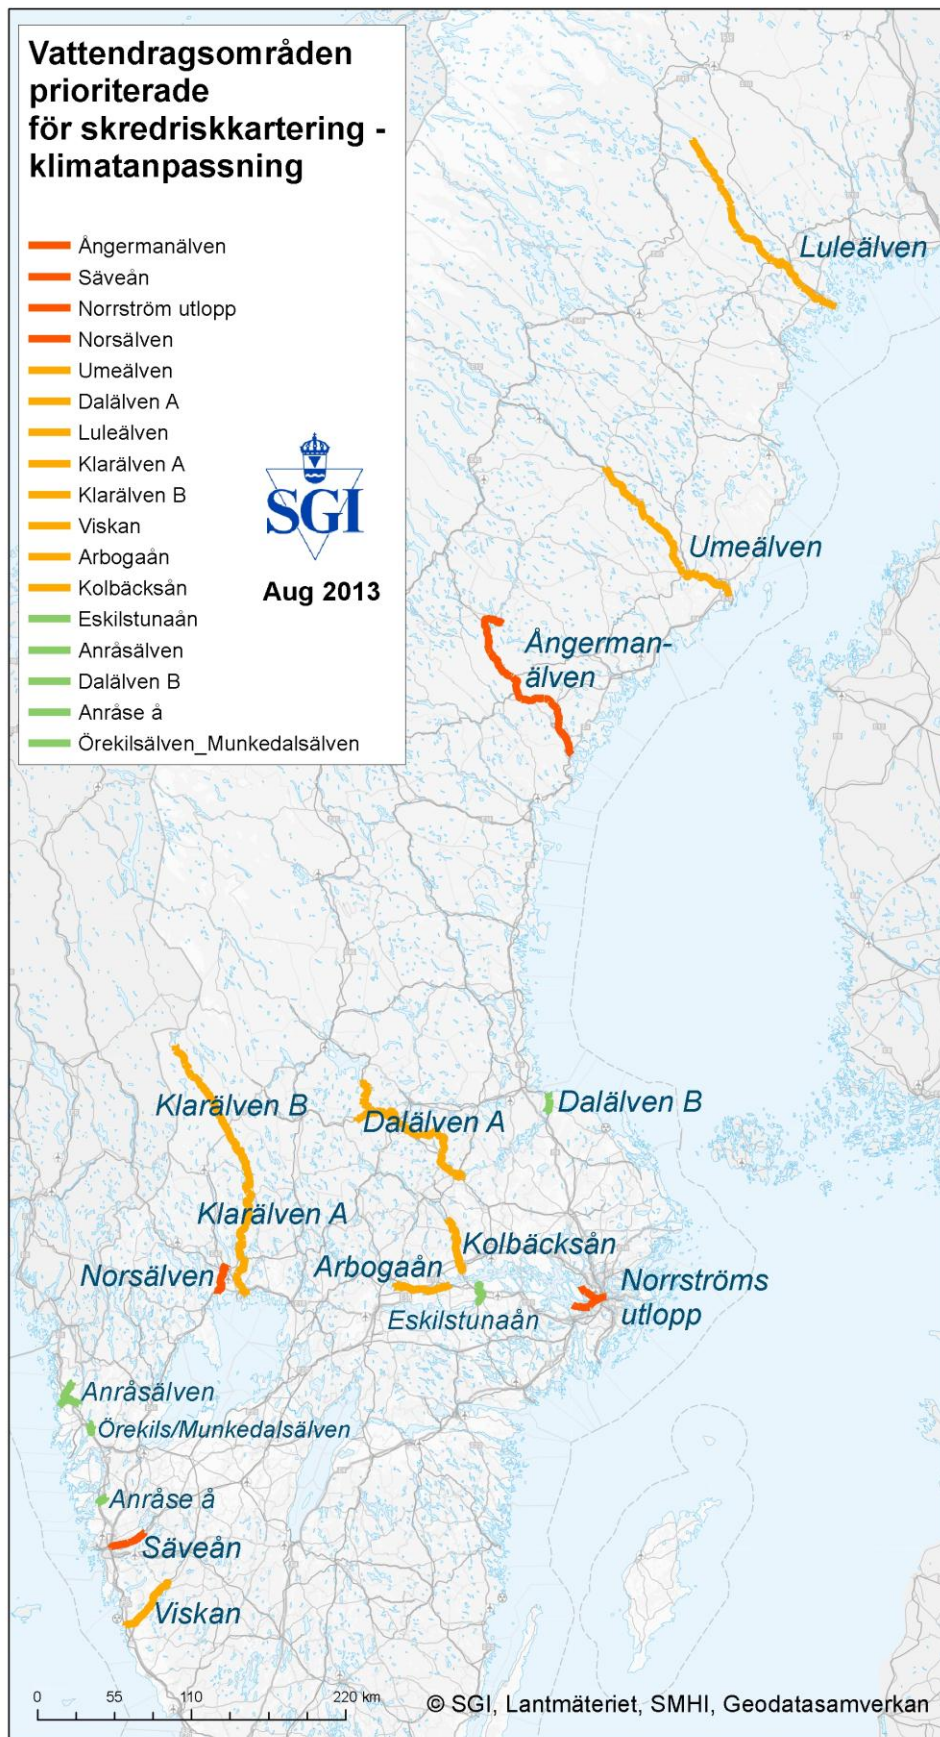 Vattendragsområden
prioriterade
för skredriskkartering -
klimatanpassning
Ångermanälven
Säveån
Norrström utlopp
Norsälven
Umeälven
Dalälven A
Luleälven
Klarälven A
Klarälven B
Viskan
Arbogaån
Kolbäcksån
Eskilstunaån
Anråsälven
Dalälven B
Anråse å
Örekilsälven_Munkedalsälven
SGI
Aug 2013
Luleälven
Umeälven
Ångerman-
älven
Klarälven B
Dalälven A
Dalälven B
Klarälven A
Kolbäcksån
Norsälven
Arbogaån
Norrströms
utlopp
Eskilstunaån
Anråsälven
Örekils/Munkedalsälven
Anråse å
Säveån
Viskan
0 55 110 220 km
© SGI, Lantmäteriet, SMHI, Geodatasamverkan